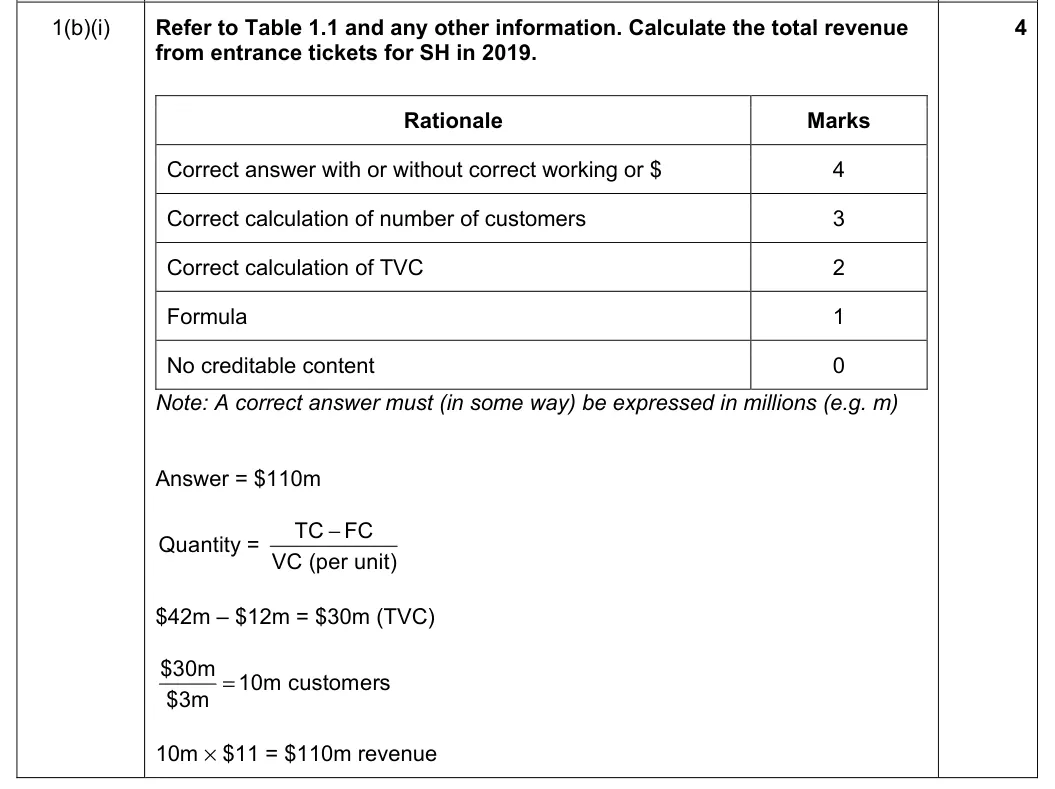 1(b)(i)
Refer to Table 1.1 and any other information. Calculate the total revenue
from entrance tickets for SH in 2019.
4
Rationale Marks
Correct answer with or without correct working or $ 4
Correct calculation of number of customers 3
Correct calculation of TVC 2
Formula 1
No creditable content 0
Note: A correct answer must (in some way) be expressed in millions (e.g. m)
Answer = $110m
Quantity = TC – FC / VC (per unit)
$42m – $12m = $30m (TVC)
$30m / $3m = 10m customers
10m × $11 = $110m revenue